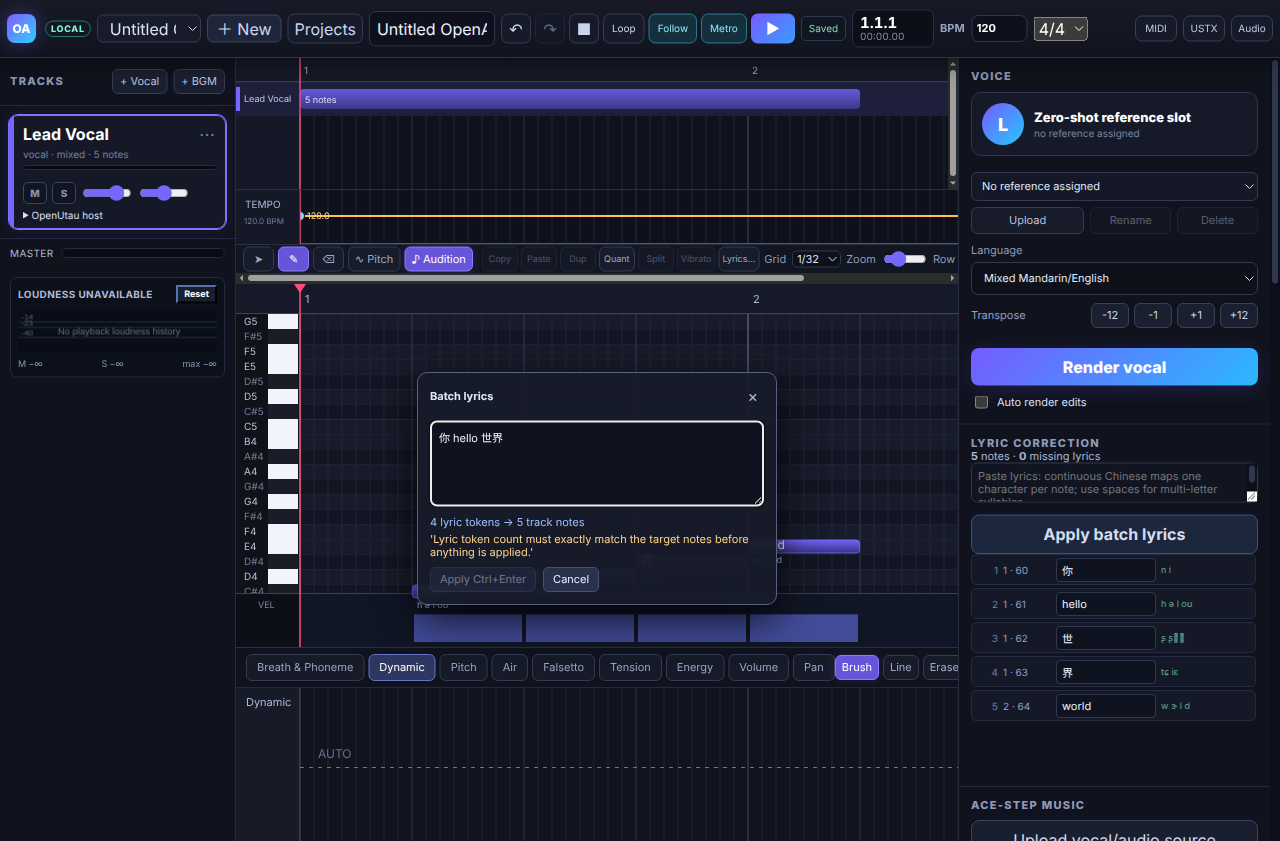 OA LOCAL Untitled ( + New Projects Untitled OpenA Loop Follow Metro Saved 1.1.1 BPM 120 4/4 MIDI USTX Audio
00:00.00
TRACKS + Vocal + BGM
Lead Vocal ...
vocal · mixed · 5 notes
M S
OpenUtau host
MASTER
LOUDNESS UNAVAILABLE Reset
-14
-40
No playback loudness history
M −∞ S −∞ max −∞
1 2
Lead Vocal 5 notes
TEMPO
120.0 BPM 120.0
Pitch Audition Copy Paste Dup Quant Split Vibrato Lyrics... Grid 1/32 Zoom Row
1 2
G5
F#5
F5
E5
D#5
D5
C#5
C5
B4
A#4
A4
G#4
G4
F#4
F4
E4
D#4
D4
C#4
Batch lyrics ×
你 hello 世界
4 lyric tokens → 5 track notes
'Lyric token count must exactly match the target notes before
anything is applied.'
Apply Ctrl+Enter Cancel
VEL
Breath & Phoneme Dynamic Pitch Air Falsetto Tension Energy Volume Pan Brush Line Erase
Dynamic
AUTO
VOICE
L Zero-shot reference slot
no reference assigned
No reference assigned
Upload Rename Delete
Language
Mixed Mandarin/English
Transpose -12 -1 +1 +12
Render vocal
Auto render edits
LYRIC CORRECTION
5 notes · 0 missing lyrics
Paste lyrics: continuous Chinese maps one
character per note; use spaces for multi-letter
syllables.
Apply batch lyrics
1 1 · 60 你 n i
2 1 · 61 hello h ə l oʊ
3 1 · 62 世 ʂ ʂ
4 1 · 63 界 tɕ iɛ
5 2 · 64 world w ɝ l d
ACE-STEP MUSIC
Upload vocal/audio source